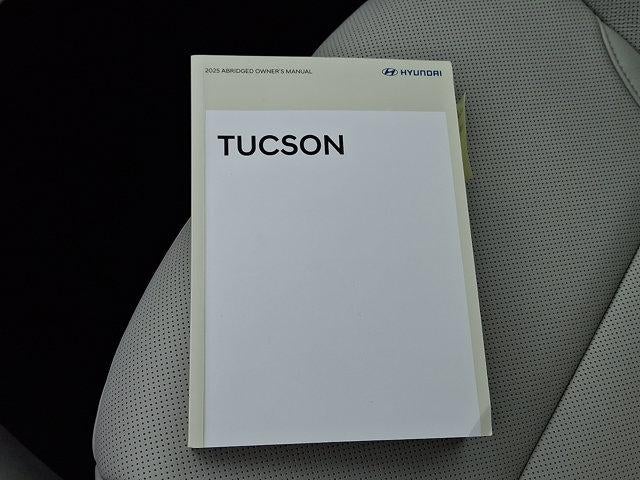 2025 ABRIDGED OWNER'S MANUAL
HYUNDAI
TUCSON